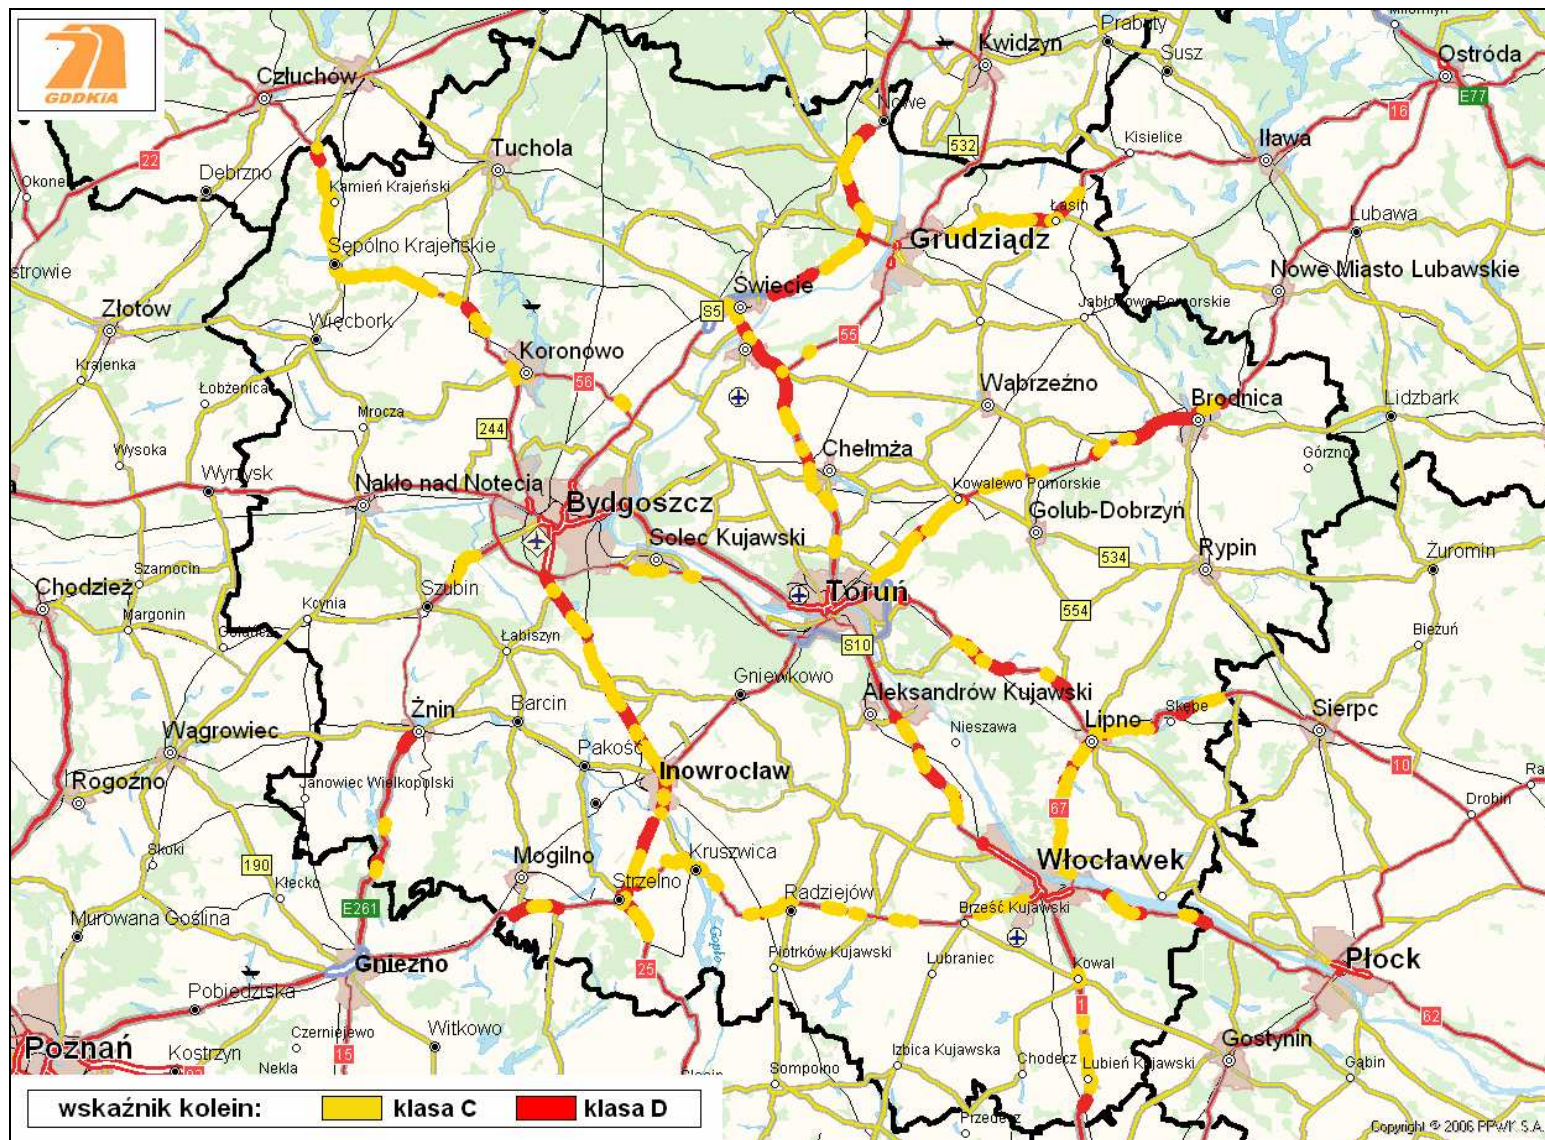 GDDKiA
Człuchów
Kwidzyn
Prabuty
Susz
Ostróda
E77
16
Nowe
532
Kisielice
Iława
22
Tuchola
Debrzno
Kamień Krajeński
Łasin
Lubawa
Sępólno Krajeńskie
Grudziądz
Złotów
Świecie
S5
Nowe Miasto Lubawskie
Jabłonowo Pomorskie
Więcbork
55
Krajenka
Koronowo
56
Łobżenica
Wąbrzeźno
Brodnica
Lidzbark
Mrocza
244
Wysoka
Chełmża
Górzno
Wyrzysk
Nakło nad Notecią
Bydgoszcz
Kowalewo Pomorskie
Golub-Dobrzyń
Solec Kujawski
534
Rypin
Żuromin
Szamocin
Chodzież
Szubin
Toruń
Kcynia
554
Margonin
Gołańcz
Łabiszyn
S10
Bieżuń
Gniewkowo
Aleksandrów Kujawski
Żnin
Barcin
Nieszawa
Lipno
Skępe
Sierpc
Wągrowiec
Pakość
Inowrocław
10
Rogoźno
Janowiec Wielkopolski
67
Drobin
Skoki
190
Mogilno
Kruszwica
Włocławek
Kłecko
Strzelno
Radziejów
E261
Brześć Kujawski
Murowana Goślina
Gopło
Gniezno
25
Piotrków Kujawski
Lubraniec
Kowal
Płock
Pobiedziska
1
62
Czerniejewo
Witkowo
Gostynin
Poznań
Kostrzyn
15
Nekla
Izbica Kujawska
Chodecz
Lubień Kujawski
Gąbin
Sompolno
Przedecz
wskaźnik kolein: klasa C klasa D
Copyright © 2006 PPWK S.A.